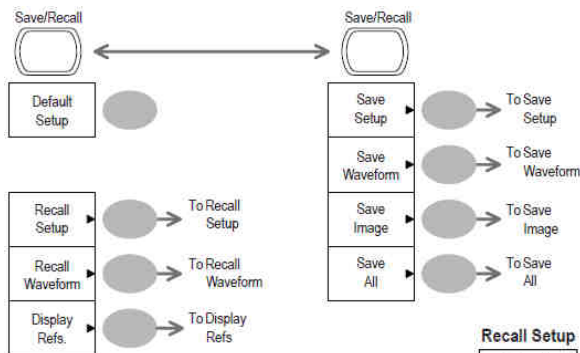 Save/Recall
Save/Recall
Default
Setup
Recall
Setup
To Recall
Setup
Recall
Waveform
To Recall
Waveform
Display
Refs.
To Display
Refs
Save
Setup
To Save
Setup
Save
Waveform
To Save
Waveform
Save
Image
To Save
Image
Save
All
To Save
All
Recall Setup